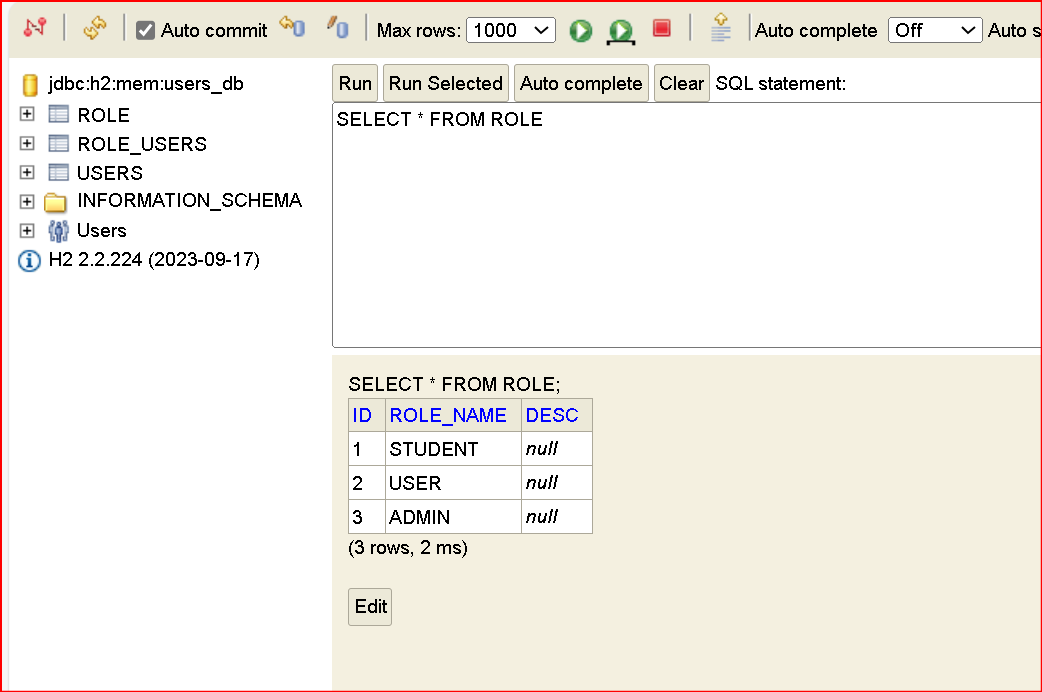 Auto commit Max rows: 1000 Auto complete Off Auto s
jdbc:h2:mem:users_db
ROLE
ROLE_USERS
USERS
INFORMATION_SCHEMA
Users
H2 2.2.224 (2023-09-17)
Run Run Selected Auto complete Clear SQL statement:
SELECT * FROM ROLE
SELECT * FROM ROLE;
ID ROLE_NAME DESC
1 STUDENT null
2 USER null
3 ADMIN null
(3 rows, 2 ms)
Edit